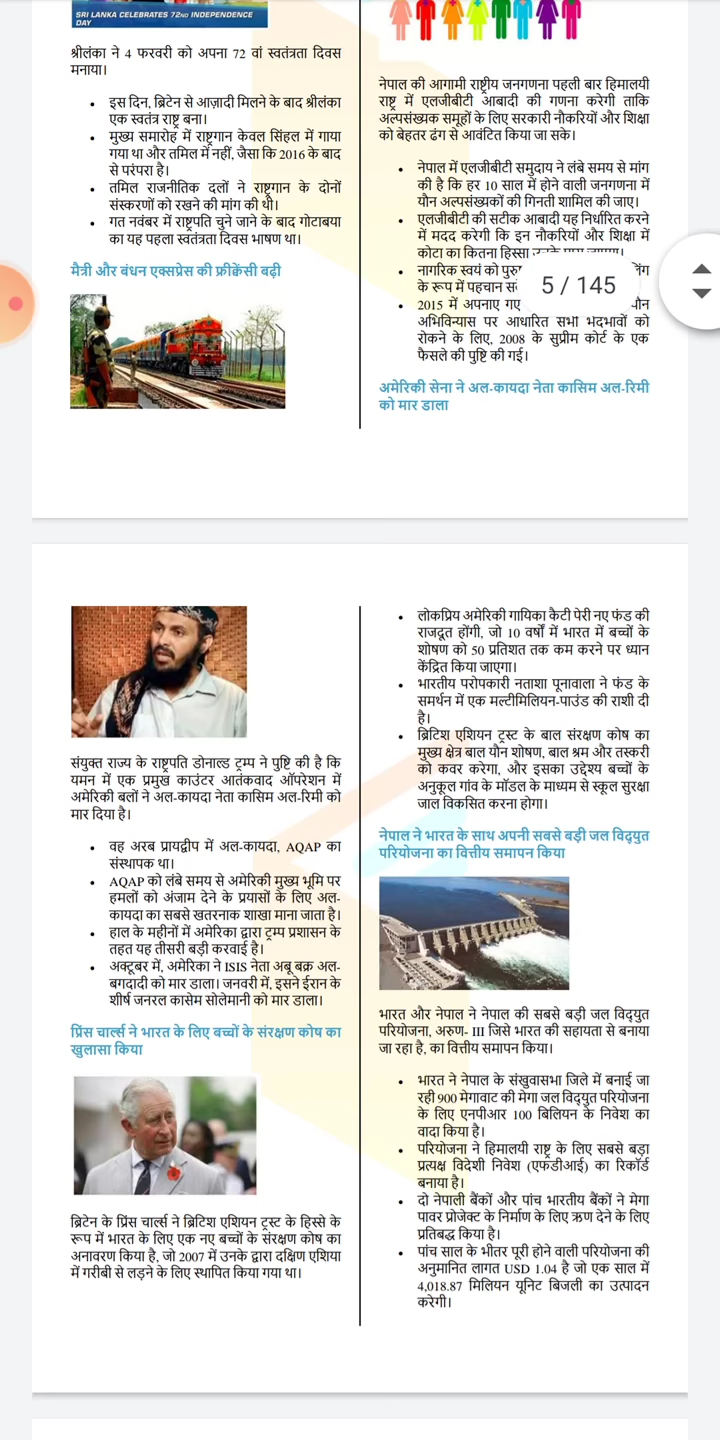 SRI LANKA CELEBRATES 72ND INDEPENDENCE
DAY
श्रीलंका ने 4 फरवरी को अपना 72 वां स्वतंत्रता दिवस
मनाया।
• इस दिन, ब्रिटेन से आज़ादी मिलने के बाद श्रीलंका
एक स्वतंत्र राष्ट्र बना।
• मुख्य समारोह में राष्ट्रगान केवल सिंहल में गाया
गया था और तमिल में नहीं, जैसा कि 2016 के बाद
से परंपरा है।
• तमिल राजनीतिक दलों ने राष्ट्रगान के दोनों
संस्करणों को रखने की मांग की थी।
• गत नवंबर में राष्ट्रपति चुने जाने के बाद गोटाबया
का यह पहला स्वतंत्रता दिवस भाषण था।
मैत्री और बंधन एक्सप्रेस की फ्रीक्वेंसी बढ़ी
नेपाल की आगामी राष्ट्रीय जनगणना पहली बार हिमालयी
राष्ट्र में एलजीबीटी आबादी की गणना करेगी ताकि
अल्पसंख्यक समूहों के लिए सरकारी नौकरियों और शिक्षा
को बेहतर ढंग से आवंटित किया जा सके।
• नेपाल में एलजीबीटी समुदाय ने लंबे समय से मांग
की है कि हर 10 साल में होने वाली जनगणना में
यौन अल्पसंख्यकों की गिनती शामिल की जाए।
• एलजीबीटी की सटीक आबादी यह निर्धारित करने
में मदद करेगी कि इन नौकरियों और शिक्षा में
कोटा का कितना हिस्सा
• नागरिक स्वयं को
के रूप में पहचान
5 / 145
• 2015 में अपनाए गए
अभिविन्यास पर आधारित सभी भेदभावों को
रोकने के लिए, 2008 के सुप्रीम कोर्ट के एक
फैसले की पुष्टि की गई।
अमेरिकी सेना ने अल-कायदा नेता कासिम अल-रिमी
को मार डाला
संयुक्त राज्य के राष्ट्रपति डोनाल्ड ट्रम्प ने पुष्टि की है कि
यमन में एक प्रमुख काउंटर आतंकवाद ऑपरेशन में
अमेरिकी बलों ने अल-कायदा नेता कासिम अल-रिमी को
मार दिया है।
• वह अरब प्रायद्वीप में अल-कायदा, AQAP का
संस्थापक था।
• AQAP को लंबे समय से अमेरिकी मुख्य भूमि पर
हमलों को अंजाम देने के प्रयासों के लिए अल-
कायदा का सबसे खतरनाक शाखा माना जाता है।
• हाल के महीनों में अमेरिका द्वारा ट्रम्प प्रशासन के
तहत यह तीसरी बड़ी करवाई है।
• अक्टूबर में, अमेरिका ने ISIS नेता अबू बक्र अल-
बगदादी को मार डाला। जनवरी में, इसने ईरान के
शीर्ष जनरल कासेम सोलेमानी को मार डाला।
प्रिंस चार्ल्स ने भारत के लिए बच्चों के संरक्षण कोष का
खुलासा किया
ब्रिटेन के प्रिंस चार्ल्स ने ब्रिटिश एशियन ट्रस्ट के हिस्से के
रूप में भारत के लिए एक नए बच्चों के संरक्षण कोष का
अनावरण किया है, जो 2007 में उनके द्वारा दक्षिण एशिया
में गरीबी से लड़ने के लिए स्थापित किया गया था।
• लोकप्रिय अमेरिकी गायिका कैटी पेरी नए फंड की
राजदूत होंगी, जो 10 वर्षों में भारत में बच्चों के
शोषण को 50 प्रतिशत तक कम करने पर ध्यान
केंद्रित किया जाएगा।
• भारतीय परोपकारी नताशा पूनावाला ने फंड के
समर्थन में एक मल्टीमिलियन-पाउंड की राशी दी
है।
• ब्रिटिश एशियन ट्रस्ट के बाल संरक्षण कोष का
मुख्य क्षेत्र बाल यौन शोषण, बाल श्रम और तस्करी
को कवर करेगा, और इसका उद्देश्य बच्चों के
अनुकूल गांव के मॉडल के माध्यम से स्कूल सुरक्षा
जाल विकसित करना होगा।
नेपाल ने भारत के साथ अपनी सबसे बड़ी जल विद्युत
परियोजना का वित्तीय समापन किया
भारत और नेपाल ने नेपाल की सबसे बड़ी जल विद्युत
परियोजना, अरुण- III जिसे भारत की सहायता से बनाया
जा रहा है, का वित्तीय समापन किया।
• भारत ने नेपाल के संखुवासभा जिले में बनाई जा
रही 900 मेगावाट की मेगा जल विद्युत परियोजना
के लिए एनपीआर 100 बिलियन के निवेश का
वादा किया है।
• परियोजना ने हिमालयी राष्ट्र के लिए सबसे बड़ा
प्रत्यक्ष विदेशी निवेश (एफडीआई) का रिकॉर्ड
बनाया है।
• दो नेपाली बैंकों और पांच भारतीय बैंकों ने मेगा
पावर प्रोजेक्ट के निर्माण के लिए ऋण देने के लिए
प्रतिबद्ध किया है।
• पांच साल के भीतर पूरी होने वाली परियोजना की
अनुमानित लागत USD 1.04 है जो एक साल में
4,018.87 मिलियन यूनिट बिजली का उत्पादन
करेगी।